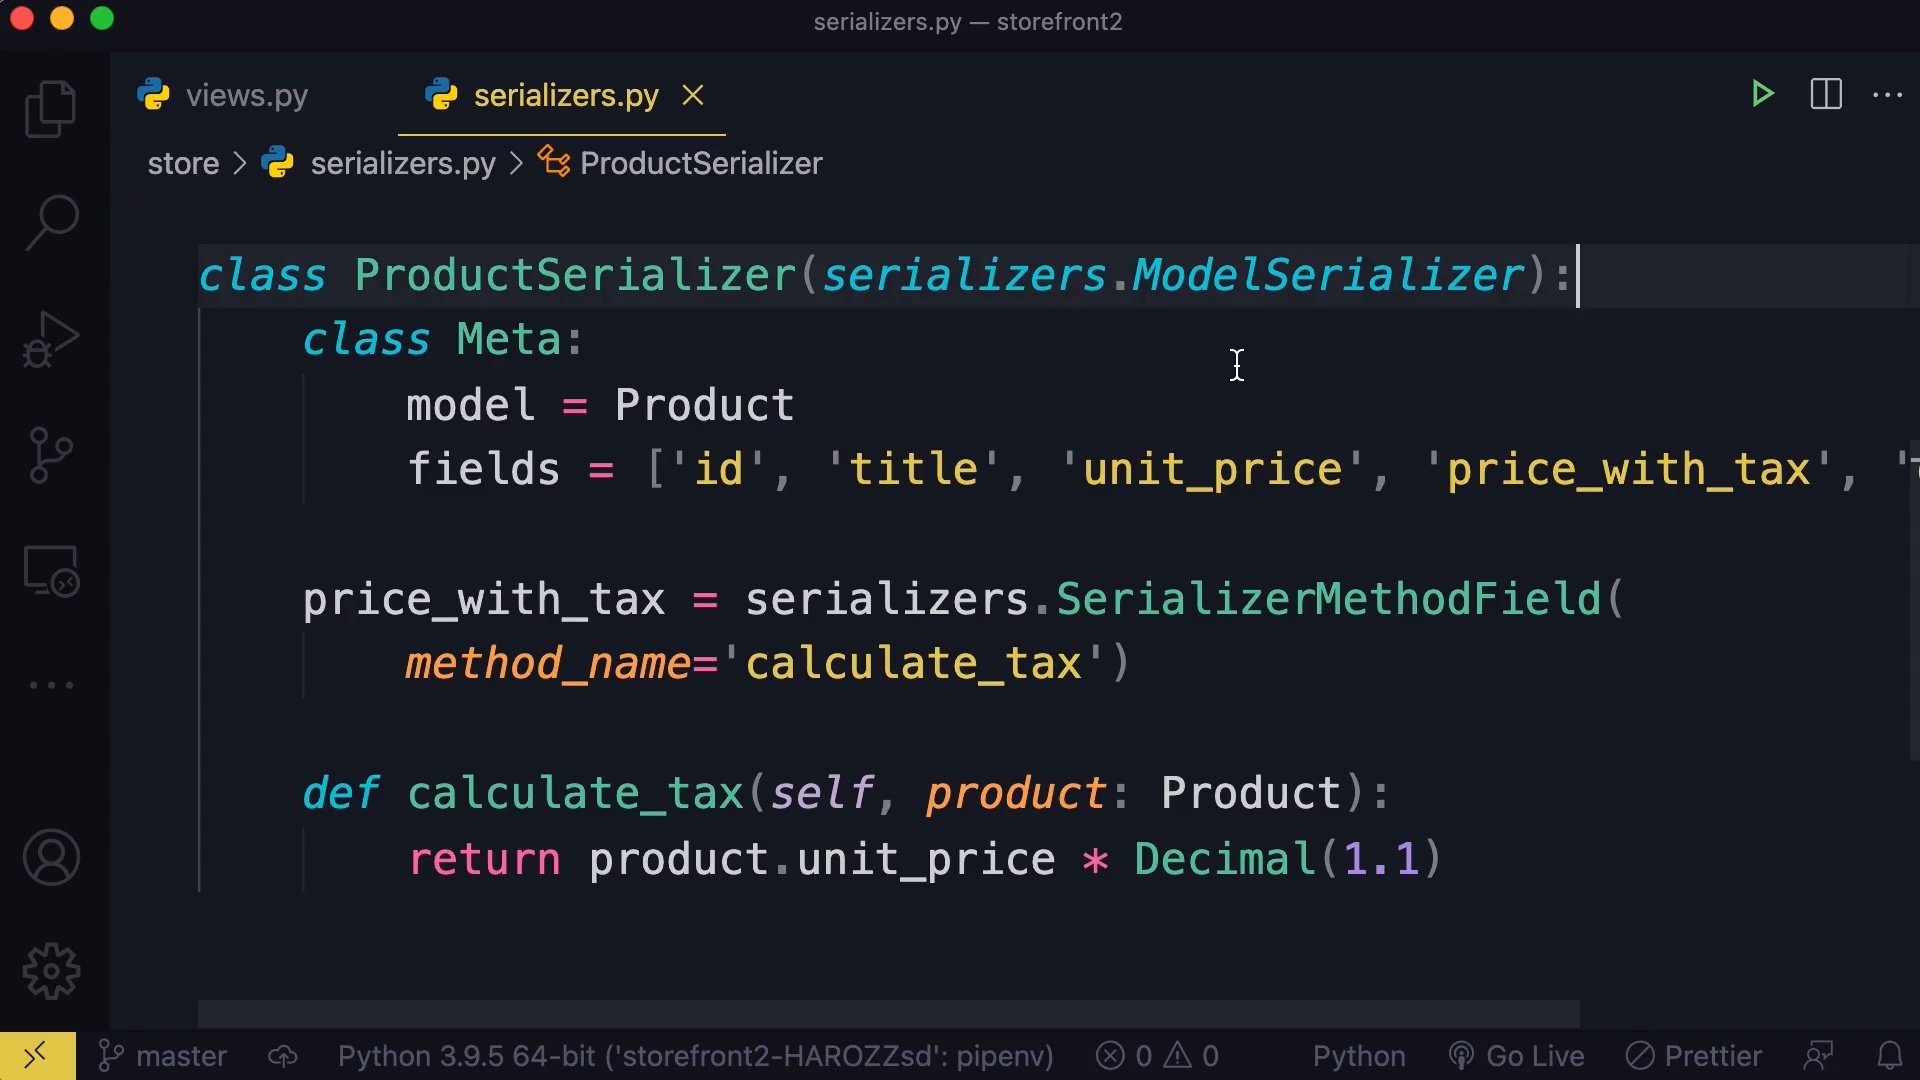 serializers.py — storefront2
views.py
serializers.py
store > serializers.py > ProductSerializer
class ProductSerializer(serializers.ModelSerializer):
class Meta:
model = Product
fields = ['id', 'title', 'unit_price', 'price_with_tax', '
price_with_tax = serializers.SerializerMethodField(
method_name='calculate_tax')
def calculate_tax(self, product: Product):
return product.unit_price * Decimal(1.1)
master Python 3.9.5 64-bit ('storefront2-HAROZZsd': pipenv) 0 0 Python Go Live Prettier